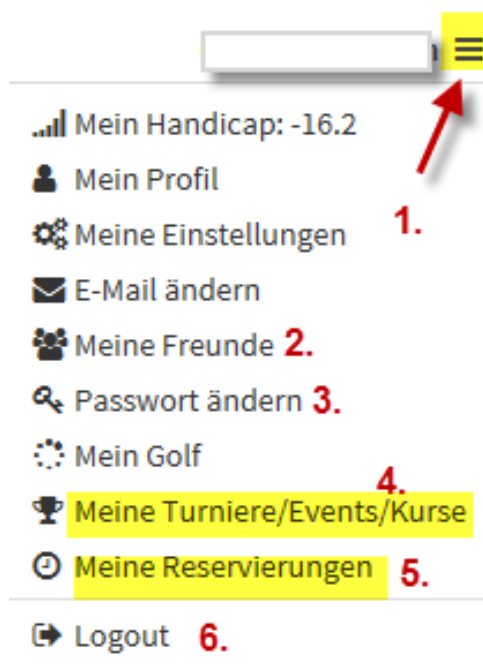 Mein Handicap: -16.2
Mein Profil
1.
Meine Einstellungen
E-Mail ändern
Meine Freunde 2.
Passwort ändern 3.
Mein Golf
4.
Meine Turniere/Events/Kurse
Meine Reservierungen 5.
Logout 6.